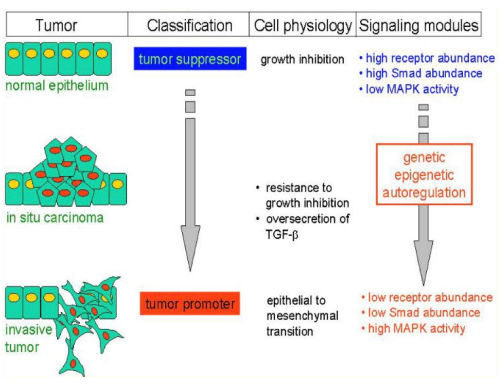 Tumor Classification Cell physiology Signaling modules
tumor suppressor
growth inhibition
• high receptor abundance
• high Smad abundance
• low MAPK activity
normal epithelium
genetic
epigenetic
autoregulation
• resistance to
growth inhibition
• oversecretion of
TGF-β
in situ carcinoma
tumor promoter
epithelial to
mesenchymal
transition
• low receptor abundance
• low Smad abundance
• high MAPK activity
invasive
tumor